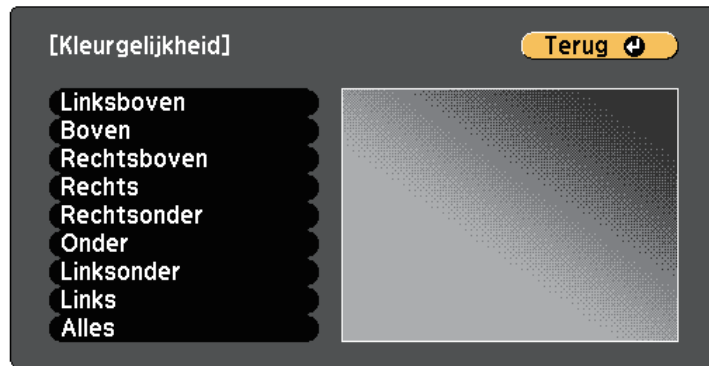 [Kleurgelijkheid]
Terug
Linksboven
Boven
Rechtsboven
Rechts
Rechtsonder
Onder
Linksonder
Links
Alles